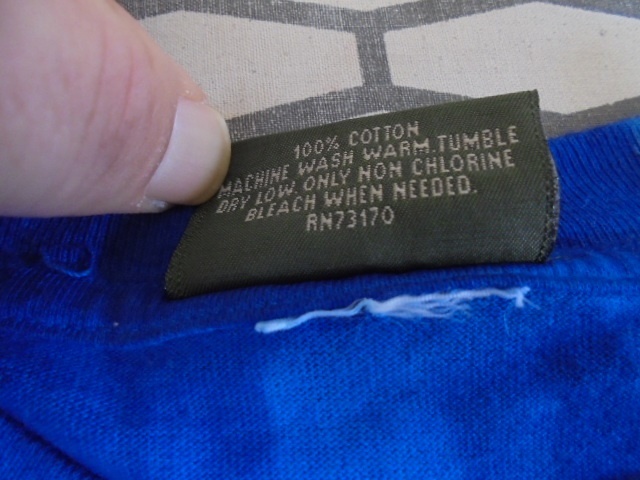 100% COTTON
MACHINE WASH WARM.TUMBLE
DRY LOW. ONLY NON CHLORINE
BLEACH WHEN NEEDED.
RN73170